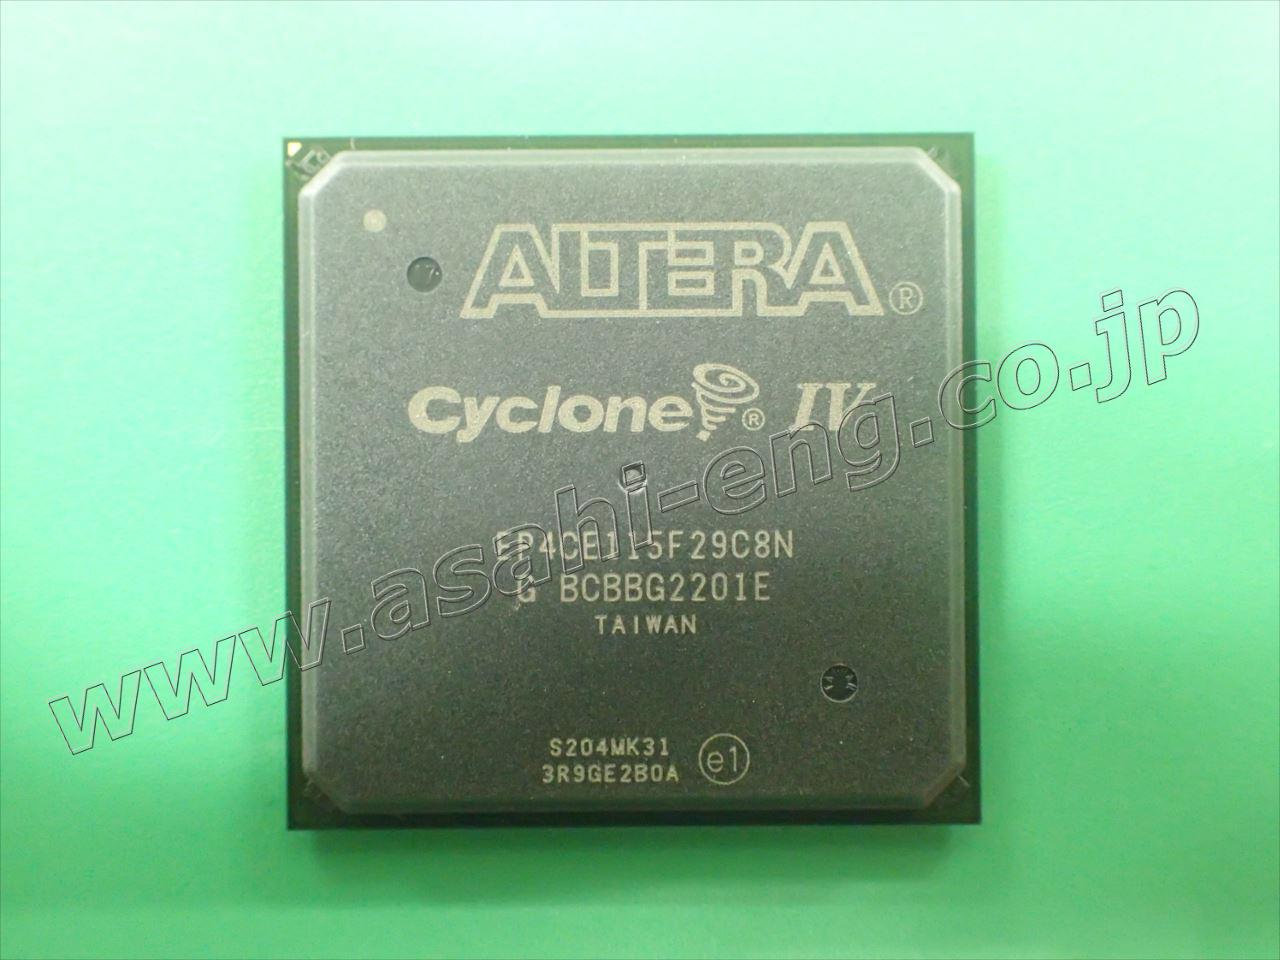 ALTERA®
Cyclone® IV
EP4CE115F29C8N
G BCBBG2201E
TAIWAN
S204MK31
3R9GE2B0A e1
www.asahi-eng.co.jp